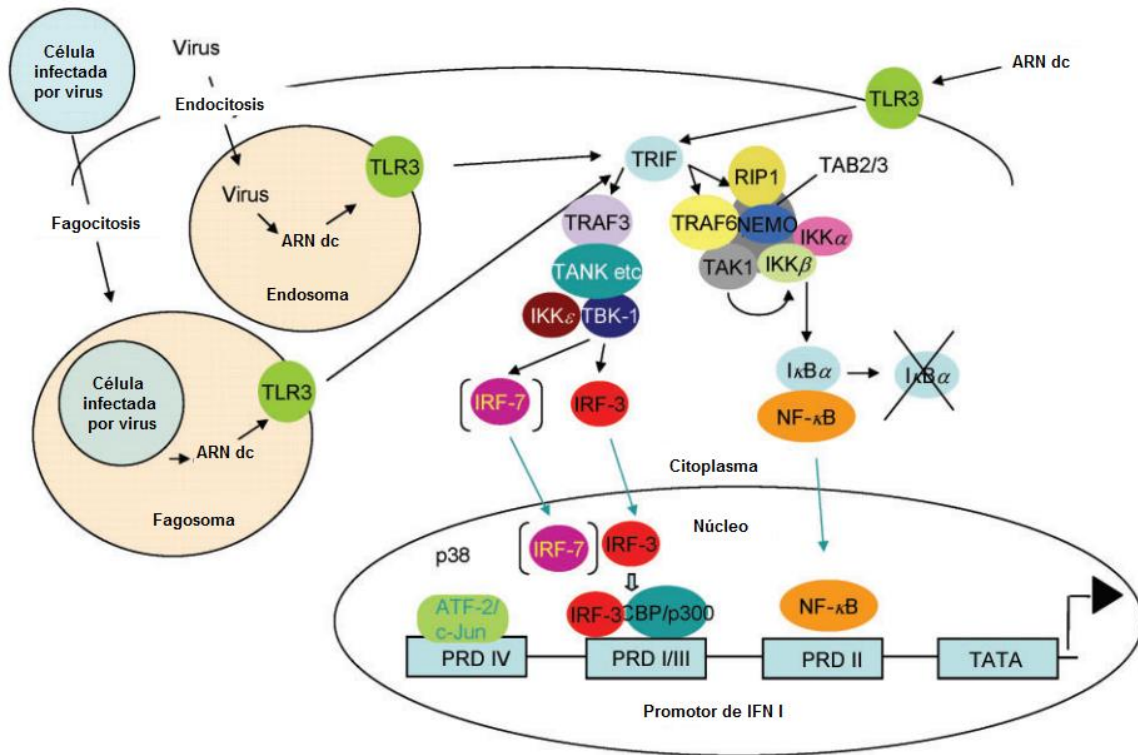 Célula
infectada
por virus
Virus
Endocitosis
ARN dc
TLR3
TRIF
RIP1
TAB2/3
TLR3
Virus
ARN dc
Endosoma
Fagocitosis
TRAF3
TRAF6
NEMO
IKKα
TANK etc
TAK1
IKKβ
IKKε
TBK-1
Célula
infectada
por virus
TLR3
ARN dc
Fagosoma
[IRF-7]
IRF-3
IκBα
IκBα
NF-κB
Citoplasma
Núcleo
p38
[IRF-7]
IRF-3
ATF-2/
c-Jun
IRF-3
CBP/p300
NF-κB
PRD IV
PRD I/III
PRD II
TATA
Promotor de IFN I